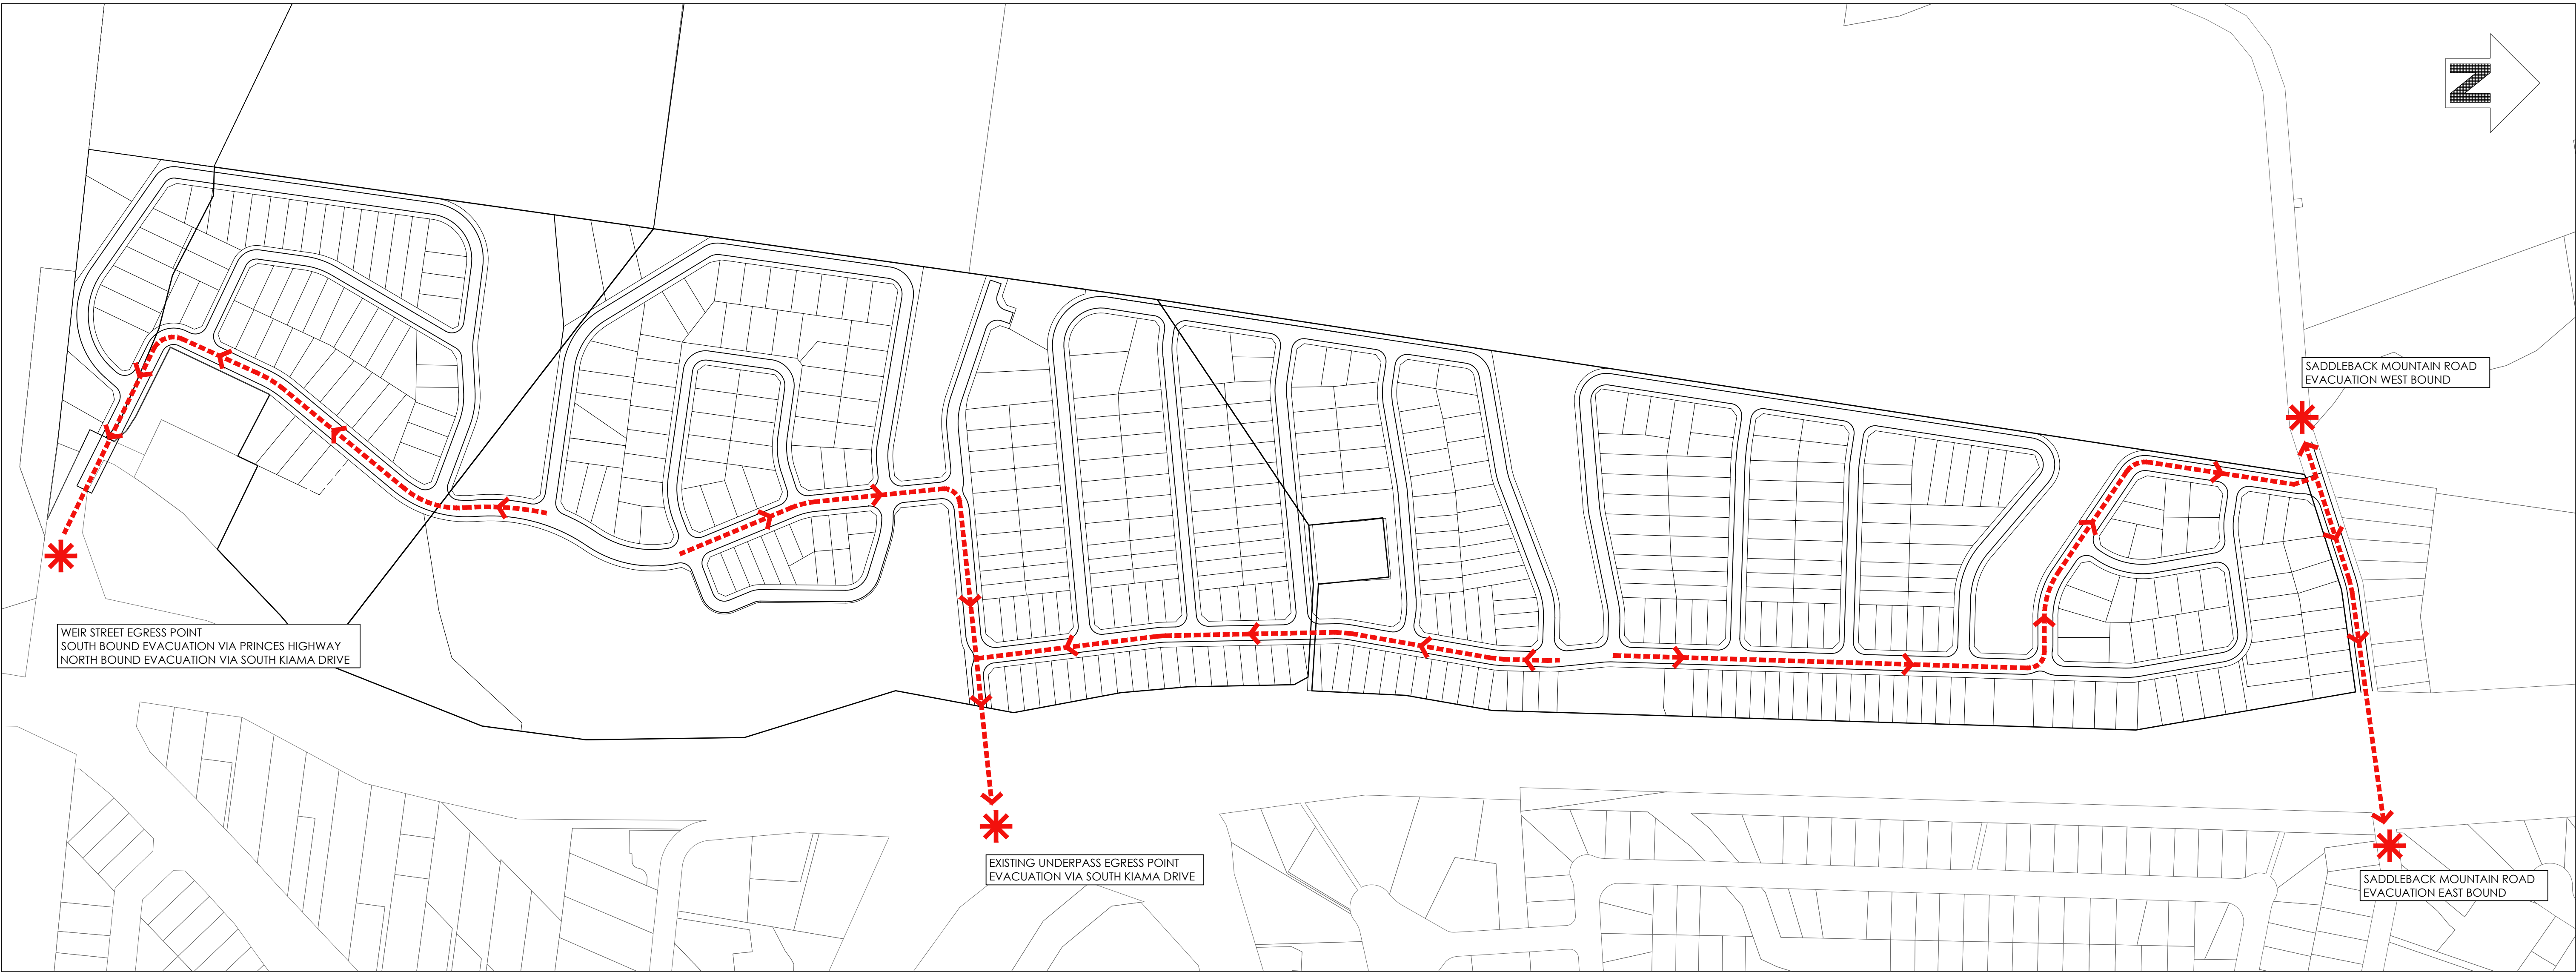 N
SADDLEBACK MOUNTAIN ROAD
EVACUATION WEST BOUND
WEIR STREET EGRESS POINT
SOUTH BOUND EVACUATION VIA PRINCES HIGHWAY
NORTH BOUND EVACUATION VIA SOUTH KIAMA DRIVE
EXISTING UNDERPASS EGRESS POINT
EVACUATION VIA SOUTH KIAMA DRIVE
SADDLEBACK MOUNTAIN ROAD
EVACUATION EAST BOUND